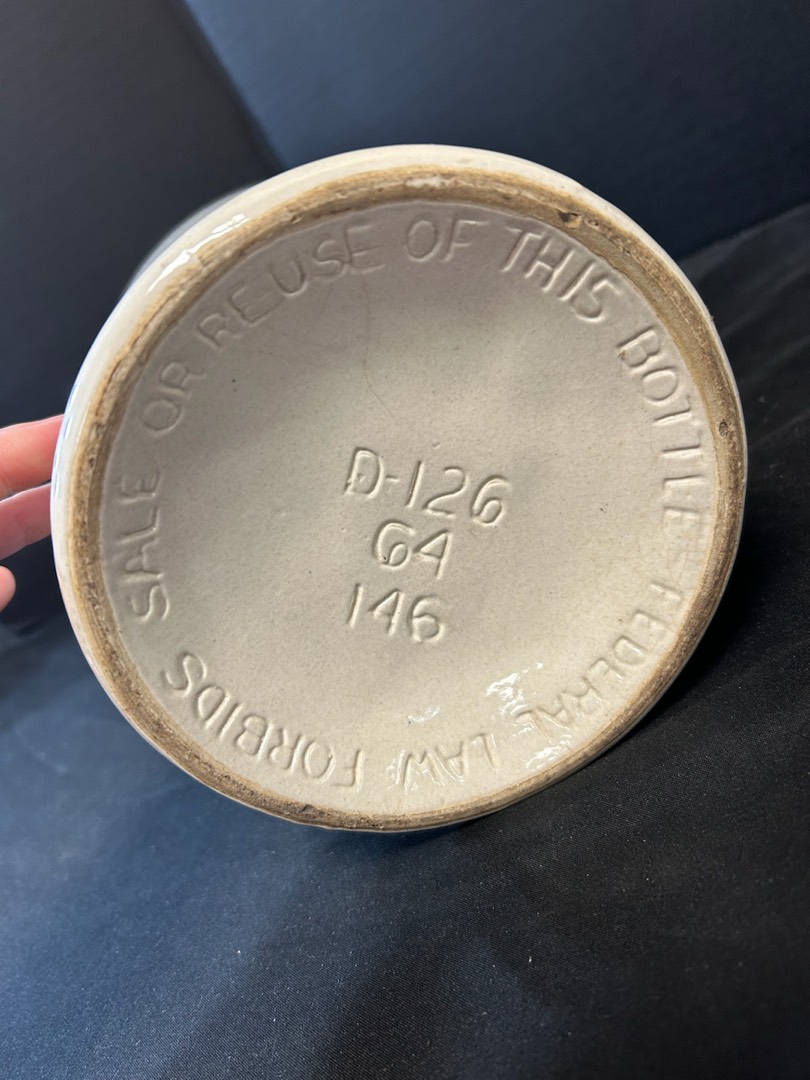 FEDERAL LAW FORBIDS SALE OR REUSE OF THIS BOTTLE
D-126
64
146